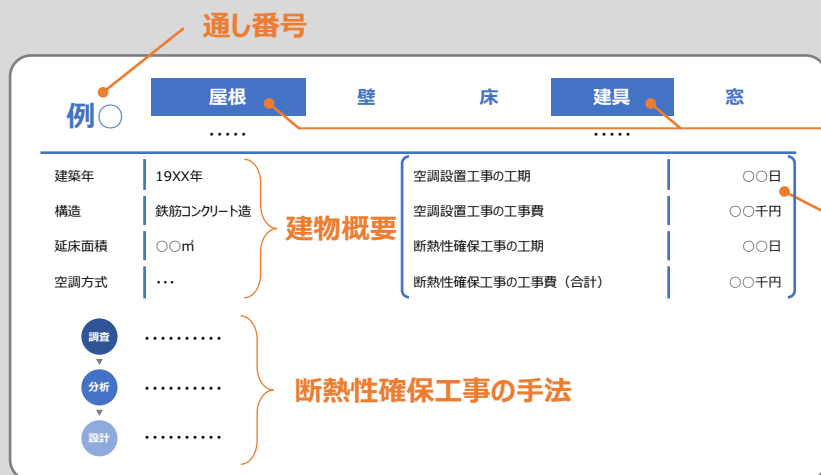 通し番号
例○
屋根 壁 床 建具 窓
・・・・・ ・・・・・
建築年 19XX年 空調設置工事の工期 ○○日
構造 鉄筋コンクリート造 空調設置工事の工事費 ○○千円
延床面積 ○○㎡ 断熱性確保工事の工期 ○○日
空調方式 ・・・ 断熱性確保工事の工事費（合計） ○○千円
建物概要
調査 ・・・・・・・・・・
分析 ・・・・・・・・・・
設計 ・・・・・・・・・・
断熱性確保工事の手法